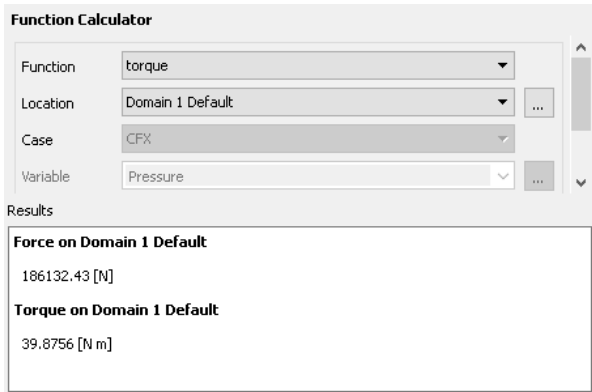 Function Calculator
Function torque
Location Domain 1 Default ...
Case CFX
Variable Pressure ...
Results
Force on Domain 1 Default
186132.43 [N]
Torque on Domain 1 Default
39.8756 [N m]